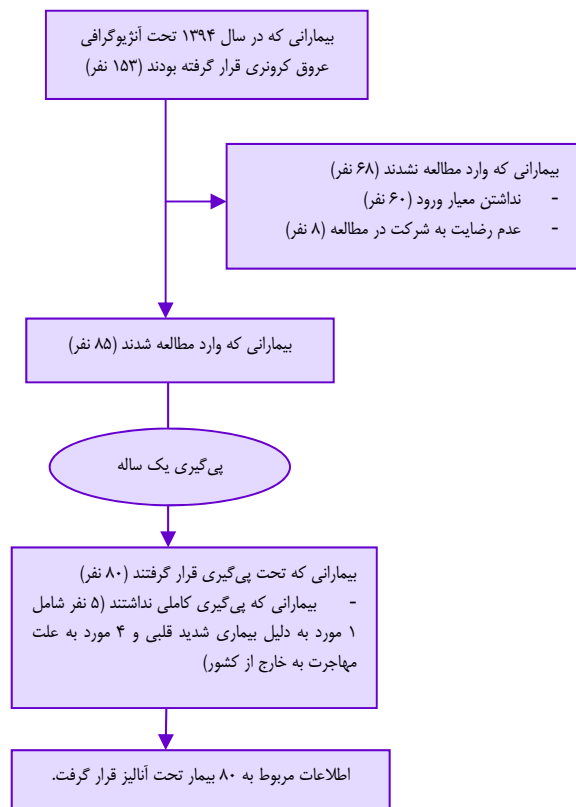 بیمارانی که در سال ۱۳۹۴ تحت آنژیوگرافی
عروق کرونری قرار گرفته بودند (۱۵۳ نفر)
بیمارانی که وارد مطالعه نشدند (۶۸ نفر)
- نداشتن معیار ورود (۶۰ نفر)
- عدم رضایت به شرکت در مطالعه (۸ نفر)
بیمارانی که وارد مطالعه شدند (۸۵ نفر)
پی‌گیری یک ساله
بیمارانی که تحت پی‌گیری قرار گرفتند (۸۰ نفر)
- بیمارانی که پی‌گیری کاملی نداشتند (۵ نفر شامل
۱ مورد به دلیل بیماری شدید قلبی و ۴ مورد به علت
مهاجرت به خارج از کشور)
اطلاعات مربوط به ۸۰ بیمار تحت آنالیز قرار گرفت.